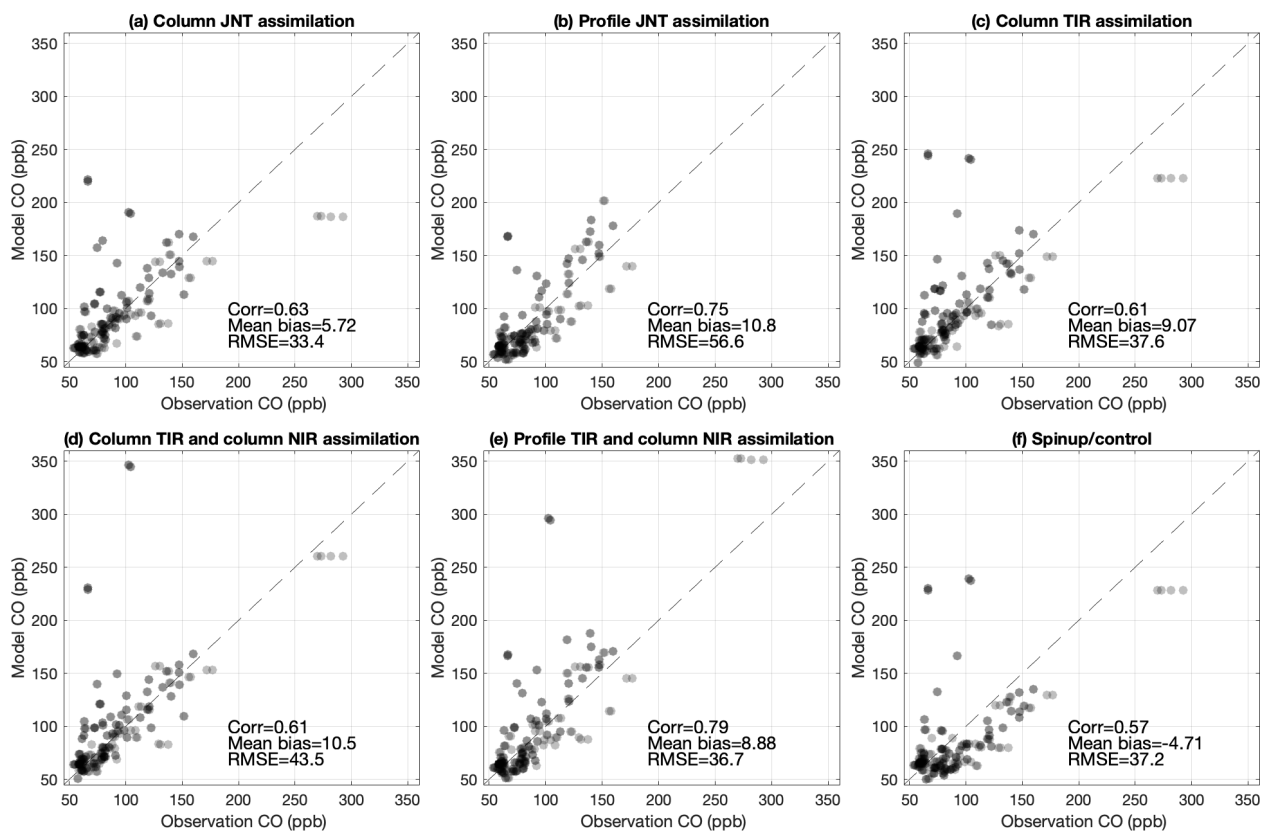 (a) Column JNT assimilation
350
300
250
200
150
100
50
Model CO (ppb)
Corr=0.63
Mean bias=5.72
RMSE=33.4
50 100 150 200 250 300 350
Observation CO (ppb)
(b) Profile JNT assimilation
350
300
250
200
150
100
50
Model CO (ppb)
Corr=0.75
Mean bias=10.8
RMSE=56.6
50 100 150 200 250 300 350
Observation CO (ppb)
(c) Column TIR assimilation
350
300
250
200
150
100
50
Model CO (ppb)
Corr=0.61
Mean bias=9.07
RMSE=37.6
50 100 150 200 250 300 350
Observation CO (ppb)
(d) Column TIR and column NIR assimilation
350
300
250
200
150
100
50
Model CO (ppb)
Corr=0.61
Mean bias=10.5
RMSE=43.5
50 100 150 200 250 300 350
Observation CO (ppb)
(e) Profile TIR and column NIR assimilation
350
300
250
200
150
100
50
Model CO (ppb)
Corr=0.79
Mean bias=8.88
RMSE=36.7
50 100 150 200 250 300 350
Observation CO (ppb)
(f) Spinup/control
350
300
250
200
150
100
50
Model CO (ppb)
Corr=0.57
Mean bias=-4.71
RMSE=37.2
50 100 150 200 250 300 350
Observation CO (ppb)